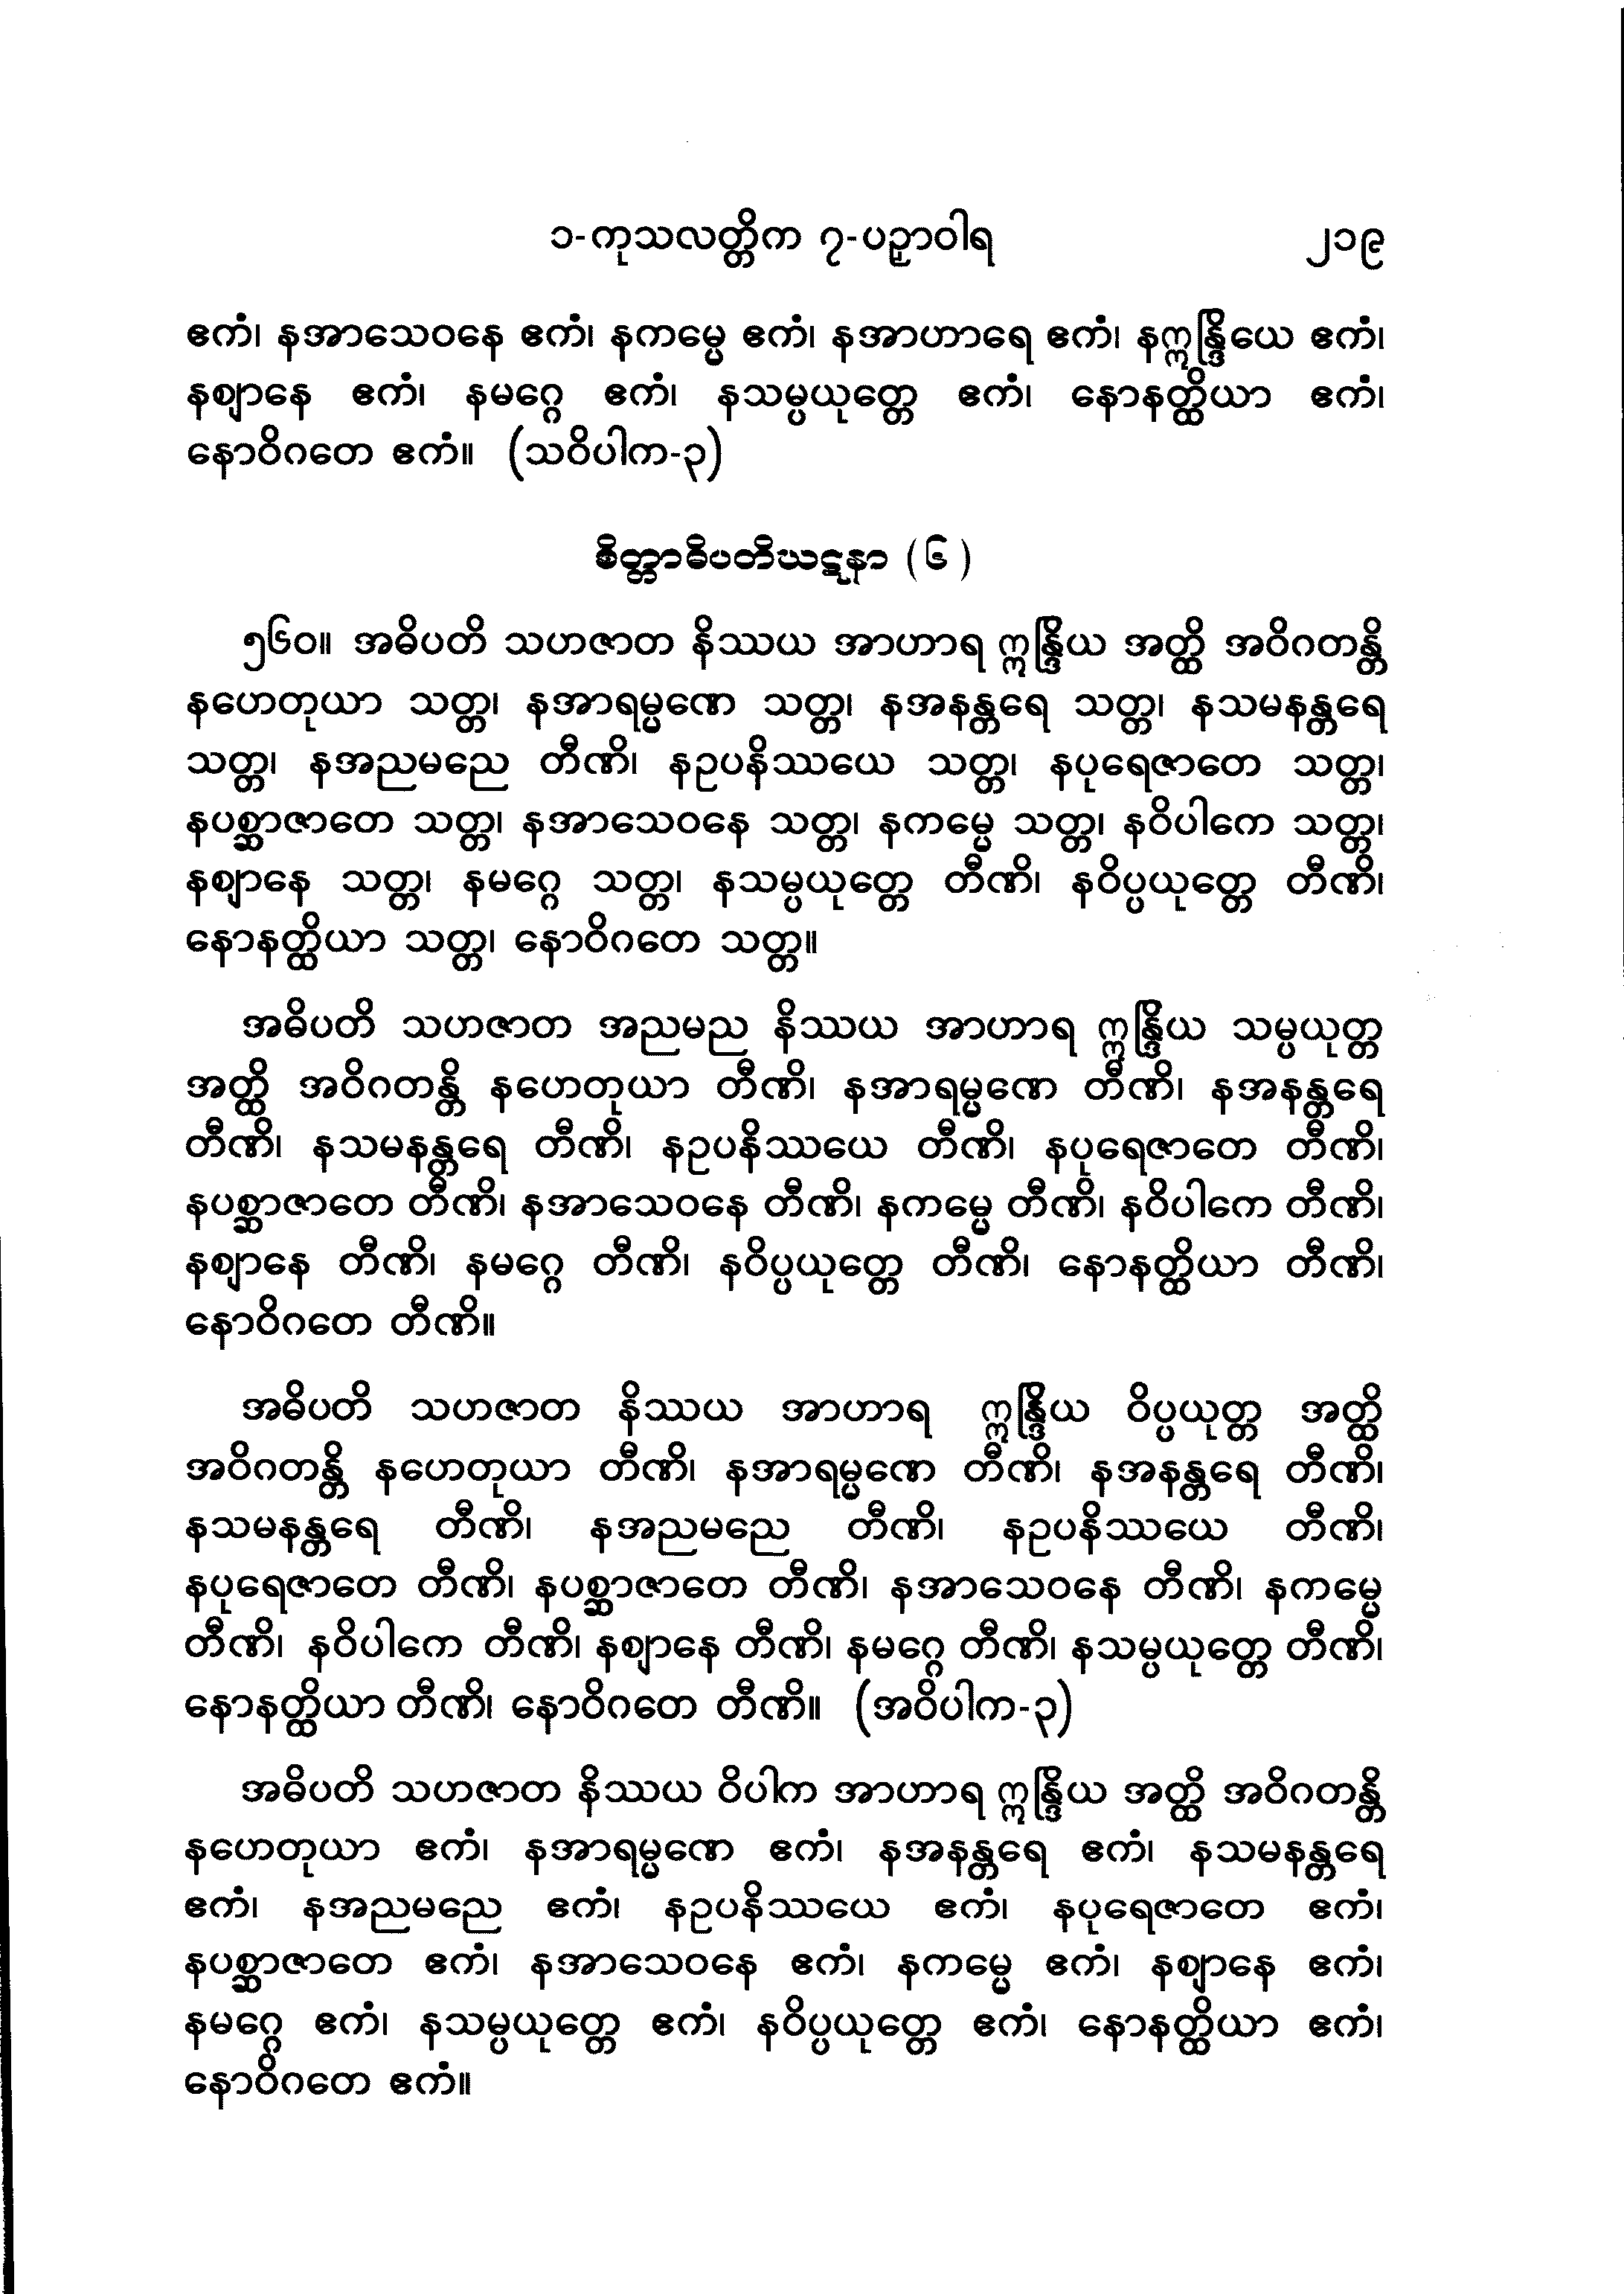 ၁-ကုသလတ္တိက ၇-ပဉှာဝါရ ၂၁၉
ဧကံ၊ နအာသေဝနေ ဧကံ၊ နကမ္မေ ဧကံ၊ နအာဟာရေ ဧကံ၊ နဣန္ဒြိယေ ဧကံ၊
နဈာနေ ဧကံ၊ နမဂ္ဂေ ဧကံ၊ နသမ္ပယုတ္တေ ဧကံ၊ နောနတ္ထိယာ ဧကံ၊
နောဝိဂတေ ဧကံ။ (သဝိပါက-၃)
စိတ္တာဓိပတိဃဋနာ (၆)
၅၆၀။ အဓိပတိ သဟဇာတ နိဿယ အာဟာရ ဣန္ဒြိယ အတ္ထိ အဝိဂတန္တိ
နဟေတုယာ သတ္တ၊ နအာရမ္မဏေ သတ္တ၊ နအနန္တရေ သတ္တ၊ နသမနန္တရေ
သတ္တ၊ နအညမညေ တီဏိ၊ နဥပနိဿယေ သတ္တ၊ နပုရေဇာတေ သတ္တ၊
နပစ္ဆာဇာတေ သတ္တ၊ နအာသေဝနေ သတ္တ၊ နကမ္မေ သတ္တ၊ နဝိပါကေ သတ္တ၊
နဈာနေ သတ္တ၊ နမဂ္ဂေ သတ္တ၊ နသမ္ပယုတ္တေ တီဏိ၊ နဝိပ္ပယုတ္တေ တီဏိ၊
နောနတ္ထိယာ သတ္တ၊ နောဝိဂတေ သတ္တ။
အဓိပတိ သဟဇာတ အညမည နိဿယ အာဟာရ ဣန္ဒြိယ သမ္ပယုတ္တ
အတ္ထိ အဝိဂတန္တိ နဟေတုယာ တီဏိ၊ နအာရမ္မဏေ တီဏိ၊ နအနန္တရေ
တီဏိ၊ နသမနန္တရေ တီဏိ၊ နဥပနိဿယေ တီဏိ၊ နပုရေဇာတေ တီဏိ၊
နပစ္ဆာဇာတေ တီဏိ၊ နအာသေဝနေ တီဏိ၊ နကမ္မေ တီဏိ၊ နဝိပါကေ တီဏိ၊
နဈာနေ တီဏိ၊ နမဂ္ဂေ တီဏိ၊ နဝိပ္ပယုတ္တေ တီဏိ၊ နောနတ္ထိယာ တီဏိ၊
နောဝိဂတေ တီဏိ။
အဓိပတိ သဟဇာတ နိဿယ အာဟာရ ဣန္ဒြိယ ဝိပ္ပယုတ္တ အတ္ထိ
အဝိဂတန္တိ နဟေတုယာ တီဏိ၊ နအာရမ္မဏေ တီဏိ၊ နအနန္တရေ တီဏိ၊
နသမနန္တရေ တီဏိ၊ နအညမညေ တီဏိ၊ နဥပနိဿယေ တီဏိ၊
နပုရေဇာတေ တီဏိ၊ နပစ္ဆာဇာတေ တီဏိ၊ နအာသေဝနေ တီဏိ၊ နကမ္မေ
တီဏိ၊ နဝိပါကေ တီဏိ၊ နဈာနေ တီဏိ၊ နမဂ္ဂေ တီဏိ၊ နသမ္ပယုတ္တေ တီဏိ၊
နောနတ္ထိယာ တီဏိ၊ နောဝိဂတေ တီဏိ။ (အဝိပါက-၃)
အဓိပတိ သဟဇာတ နိဿယ ဝိပါက အာဟာရ ဣန္ဒြိယ အတ္ထိ အဝိဂတန္တိ
နဟေတုယာ ဧကံ၊ နအာရမ္မဏေ ဧကံ၊ နအနန္တရေ ဧကံ၊ နသမနန္တရေ
ဧကံ၊ နအညမညေ ဧကံ၊ နဥပနိဿယေ ဧကံ၊ နပုရေဇာတေ ဧကံ၊
နပစ္ဆာဇာတေ ဧကံ၊ နအာသေဝနေ ဧကံ၊ နကမ္မေ ဧကံ၊ နဈာနေ ဧကံ၊
နမဂ္ဂေ ဧကံ၊ နသမ္ပယုတ္တေ ဧကံ၊ နဝိပ္ပယုတ္တေ ဧကံ၊ နောနတ္ထိယာ ဧကံ၊
နောဝိဂတေ ဧကံ။